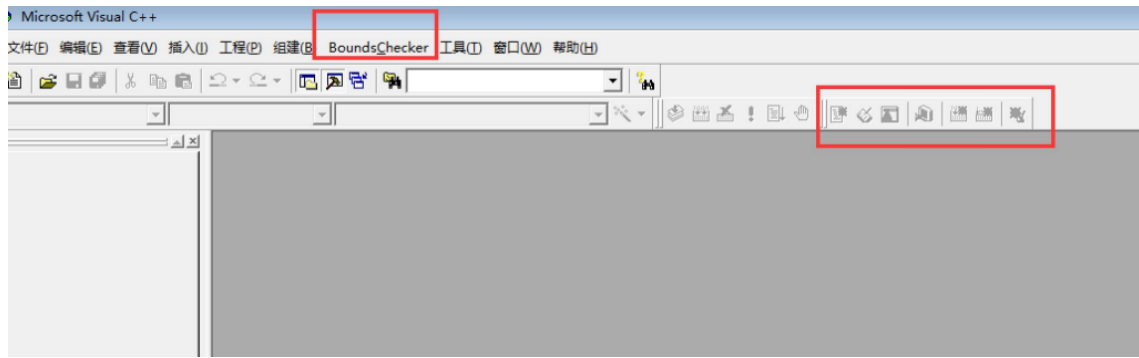 Microsoft Visual C++
文件(F) 编辑(E) 查看(V) 插入(I) 工程(P) 组建(B) BoundsChecker 工具(T) 窗口(W) 帮助(H)